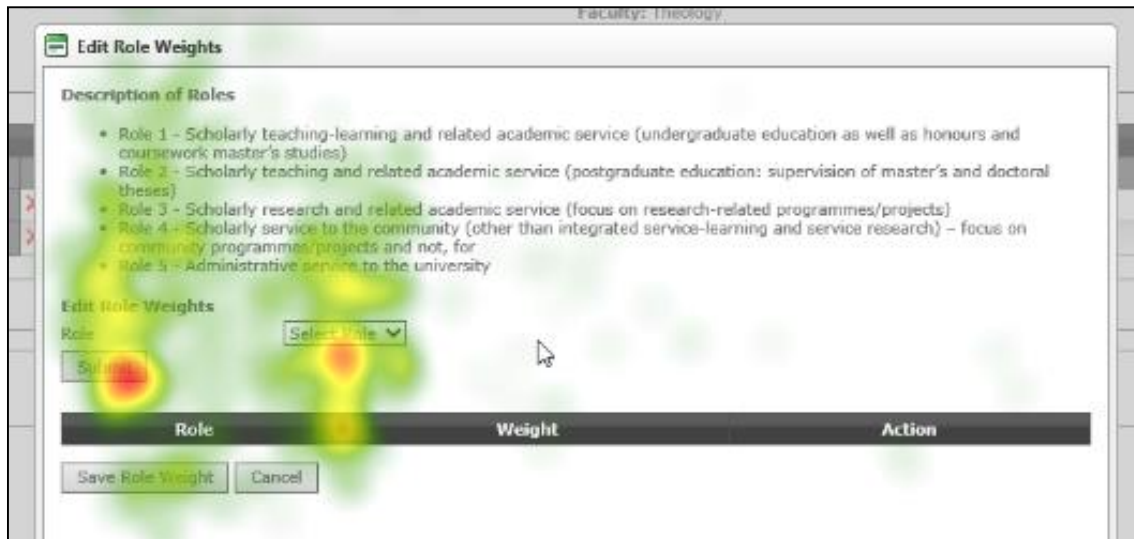 Faculty: Theology
Edit Role Weights
Description of Roles
Role 1 - Scholarly teaching-learning and related academic service (undergraduate education as well as honours and
coursework master's studies)
Role 2 - Scholarly teaching and related academic service (postgraduate education: supervision of master's and doctoral
theses)
Role 3 - Scholarly research and related academic service (focus on research-related programmes/projects)
Role 4 - Scholarly service to the community (other than integrated service-learning and service research) – focus on
community programmes/projects and not, for
Role 5 - Administrative service to the university
Edit Role Weights
Role Select Role
Submit
Role Weight Action
Save Role Weight Cancel